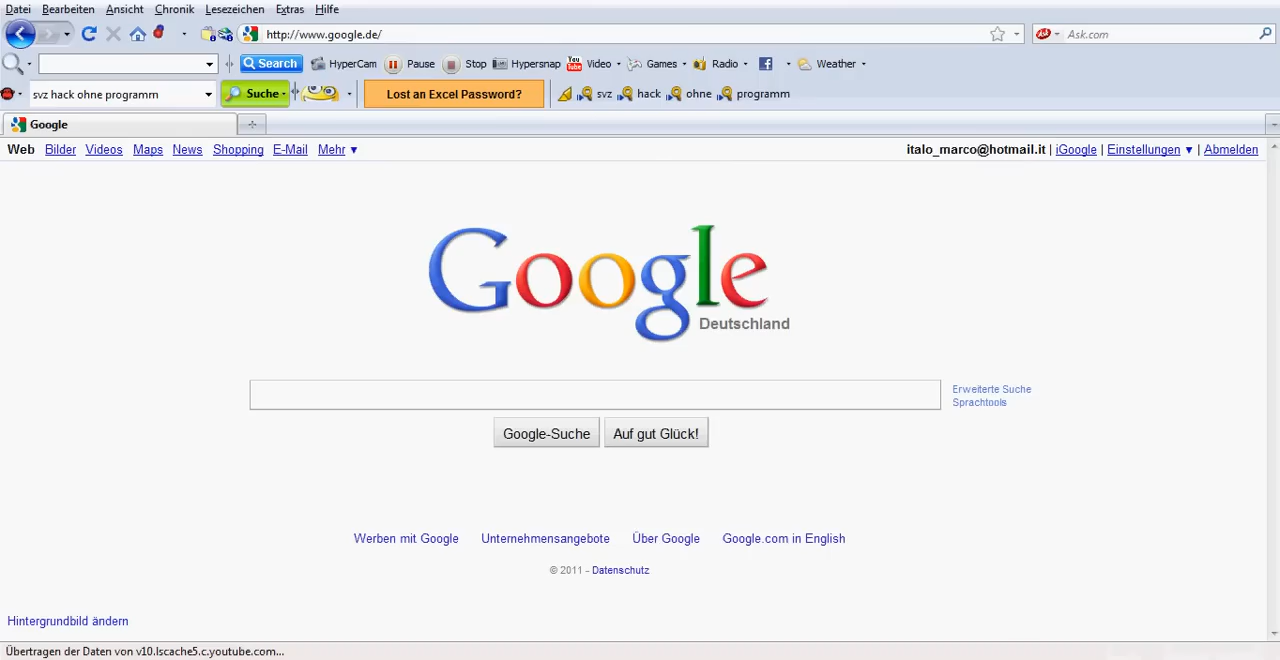 Datei Bearbeiten Ansicht Chronik Lesezeichen Extras Hilfe
http://www.google.de/ Ask.com
Search HyperCam Pause Stop Hypersnap You Tube Video Games Radio Weather
svz hack ohne programm Suche Lost an Excel Password? svz hack ohne programm
Google
Web Bilder Videos Maps News Shopping E-Mail Mehr italo_marco@hotmail.it | iGoogle | Einstellungen | Abmelden
Google
Deutschland
Erweiterte Suche
Sprachtools
Google-Suche Auf gut Glück!
Werben mit Google Unternehmensangebote Über Google Google.com in English
© 2011 - Datenschutz
Hintergrundbild ändern
Übertragen der Daten von v10.lscache5.c.youtube.com...